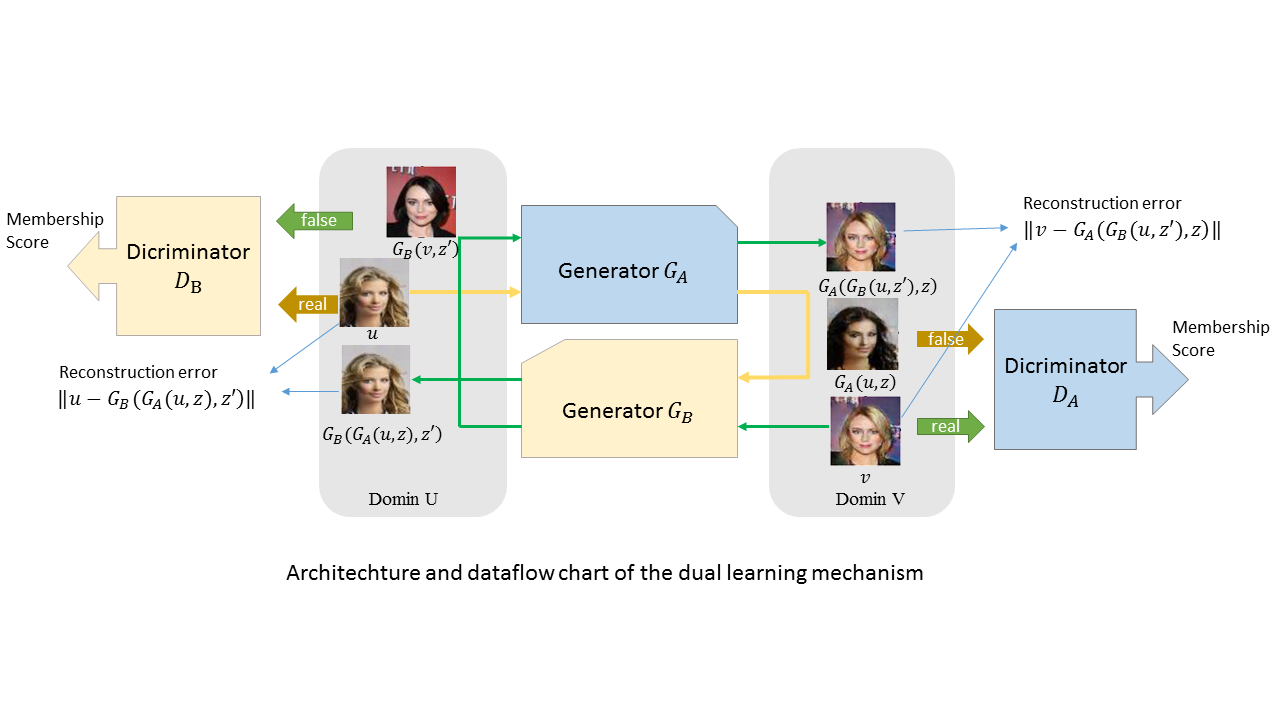 Membership
Score
Dicriminator
D_B
false
real
G_B(v, z′)
u
Reconstruction error
‖u − G_B(G_A(u, z), z′)‖
G_B(G_A(u, z), z′)
Domin U
Generator G_A
Generator G_B
G_A(G_B(u, z′), z)
G_A(u, z)
v
Domin V
Reconstruction error
‖v − G_A(G_B(u, z′), z)‖
false
real
Dicriminator
D_A
Membership
Score
Architechture and dataflow chart of the dual learning mechanism